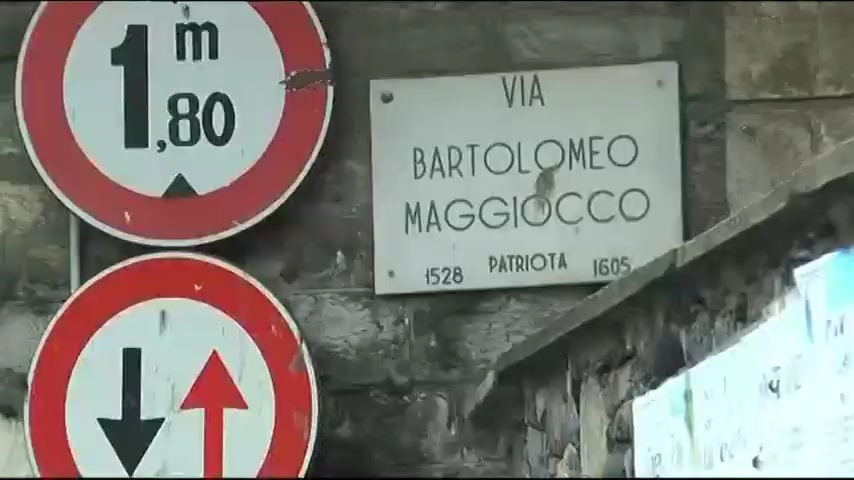 m
1,80
VIA
BARTOLOMEO
MAGGIOCCO
1528 PATRIOTA 1605